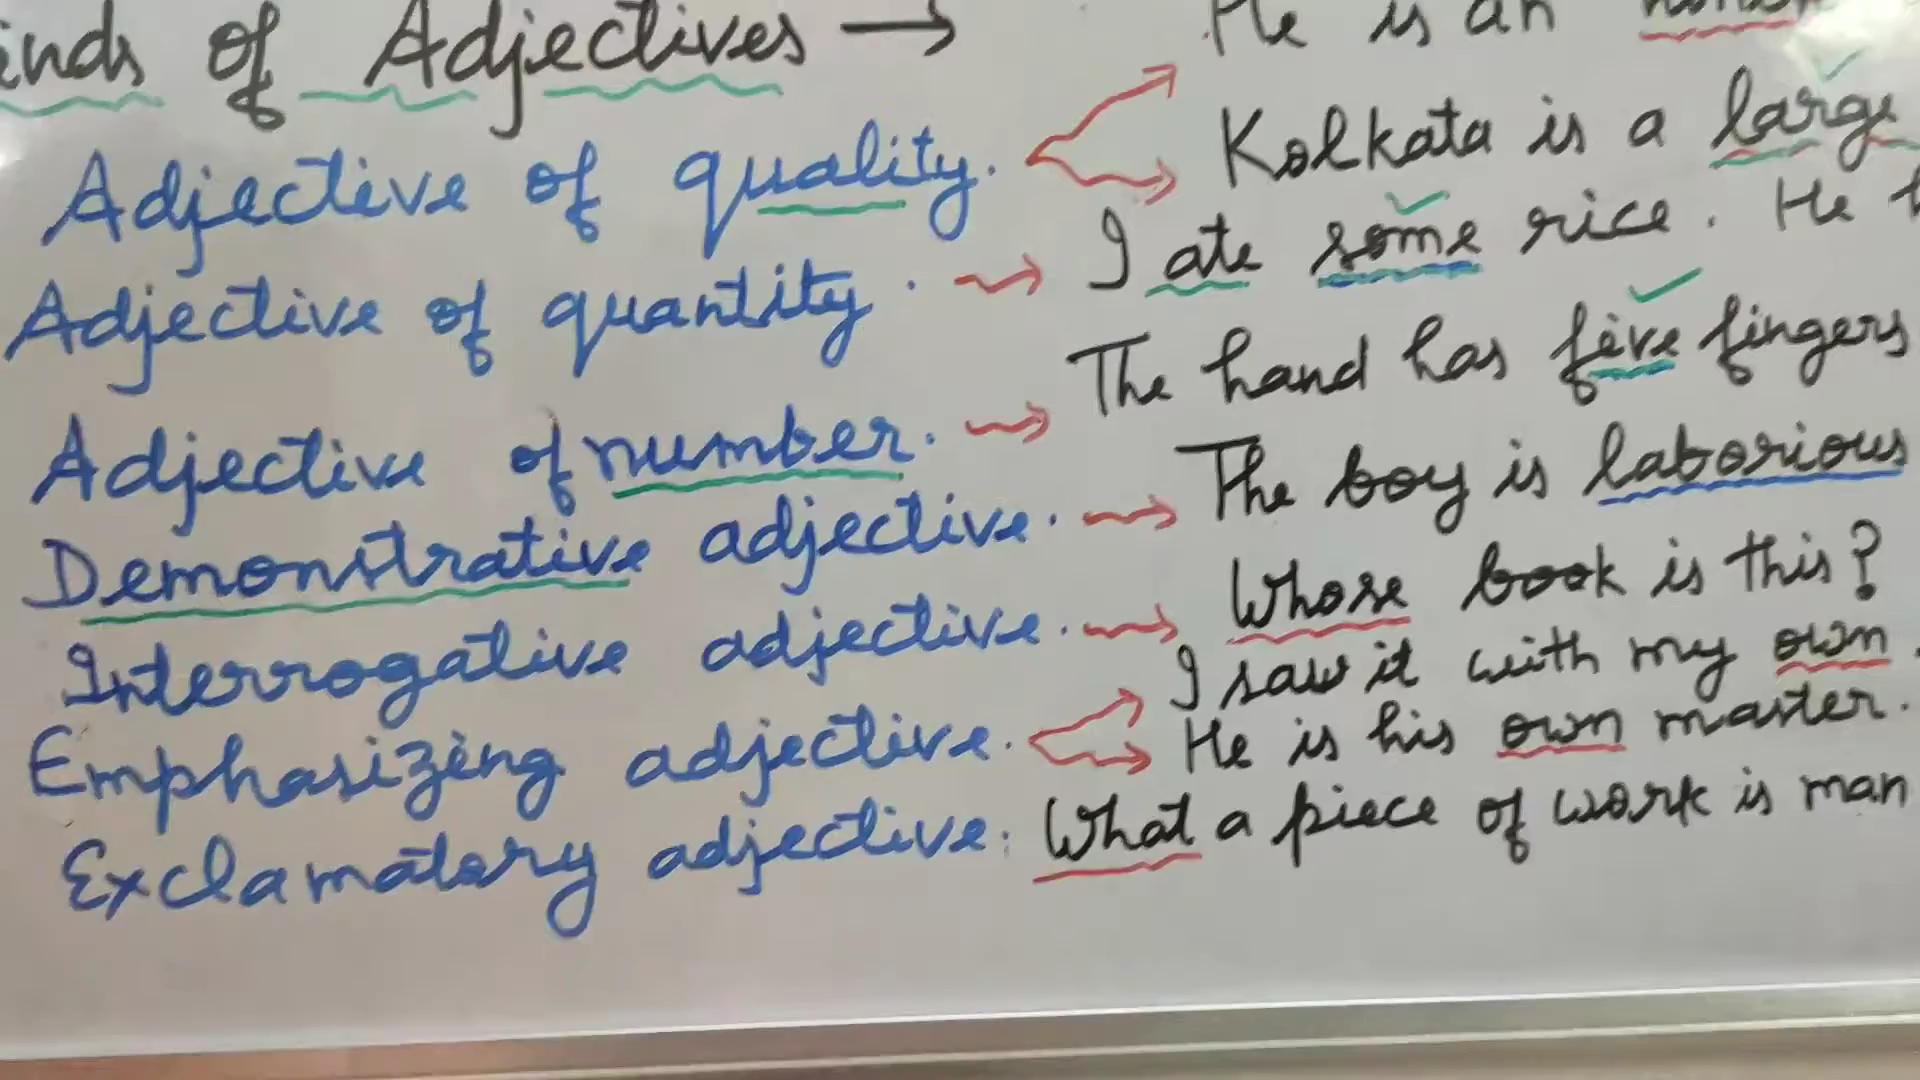 of Adjectives → He is an
Adjective of quality. Kolkata is a large
Adjective of quantity. → I ate some rice. He
Adjective of number. → The hand has five fingers
Demonstrative adjective. → The boy is laborious
Interrogative adjective. → Whose book is this?
Emphasizing adjective. I saw it with my own
He is his own master.
Exclamatory adjective: What a piece of work is man